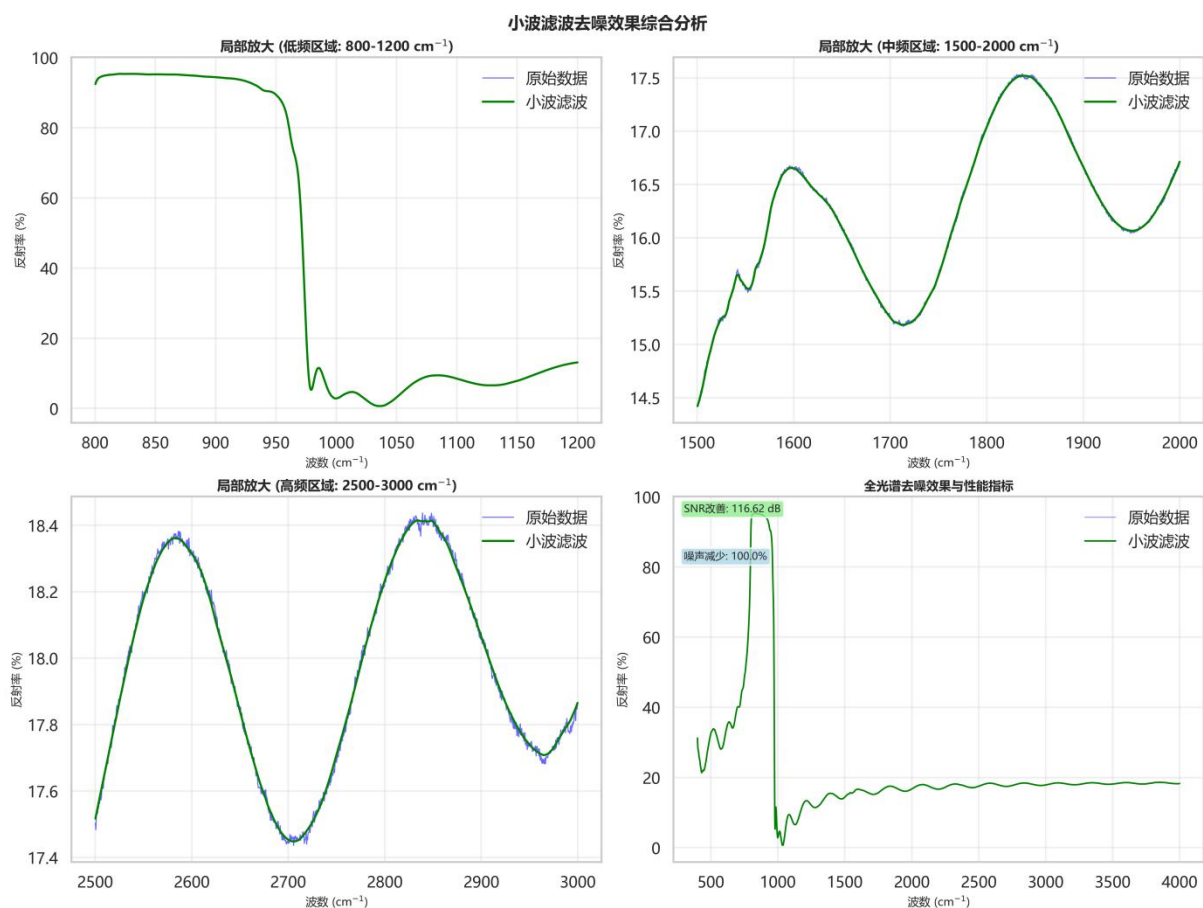 小波滤波去噪效果综合分析
局部放大 (低频区域: 800-1200 cm⁻¹)
100
80
60
40
20
0
反射率 (%)
原始数据
小波滤波
800 850 900 950 1000 1050 1100 1150 1200
波数 (cm⁻¹)
局部放大 (中频区域: 1500-2000 cm⁻¹)
17.5
17.0
16.5
16.0
15.5
15.0
14.5
反射率 (%)
原始数据
小波滤波
1500 1600 1700 1800 1900 2000
波数 (cm⁻¹)
局部放大 (高频区域: 2500-3000 cm⁻¹)
18.4
18.2
18.0
17.8
17.6
17.4
反射率 (%)
原始数据
小波滤波
2500 2600 2700 2800 2900 3000
波数 (cm⁻¹)
全光谱去噪效果与性能指标
100
80
60
40
20
0
反射率 (%)
SNR改善: 116.62 dB
噪声减少: 100.0%
原始数据
小波滤波
500 1000 1500 2000 2500 3000 3500 4000
波数 (cm⁻¹)